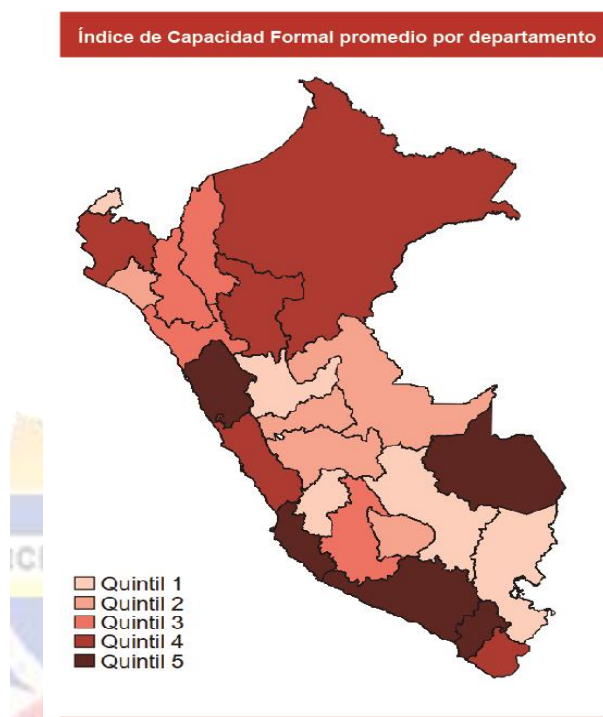 Índice de Capacidad Formal promedio por departamento
Quintil 1
Quintil 2
Quintil 3
Quintil 4
Quintil 5